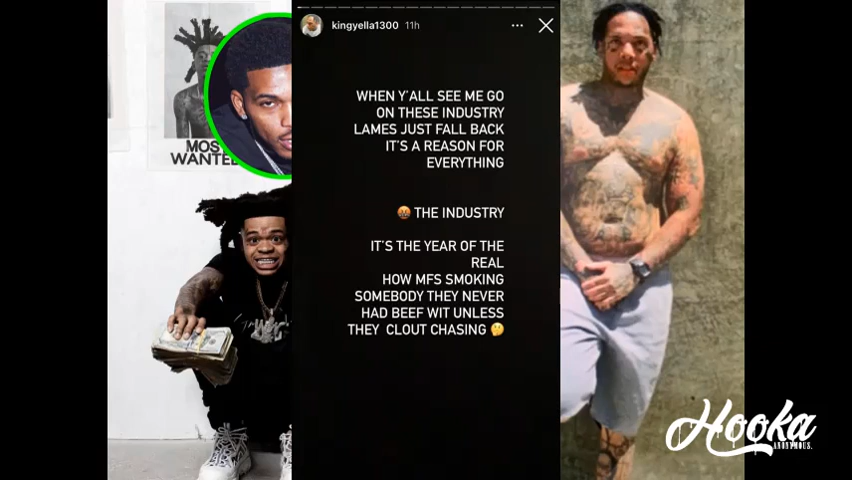 MOST
WANTED
kingyella1300 11h
WHEN Y'ALL SEE ME GO
ON THESE INDUSTRY
LAMES JUST FALL BACK
IT'S A REASON FOR
EVERYTHING
🤬 THE INDUSTRY
IT'S THE YEAR OF THE
REAL
HOW MFS SMOKING
SOMEBODY THEY NEVER
HAD BEEF WIT UNLESS
THEY CLOUT CHASING 🤔
Hooka
ANONYMOUS.